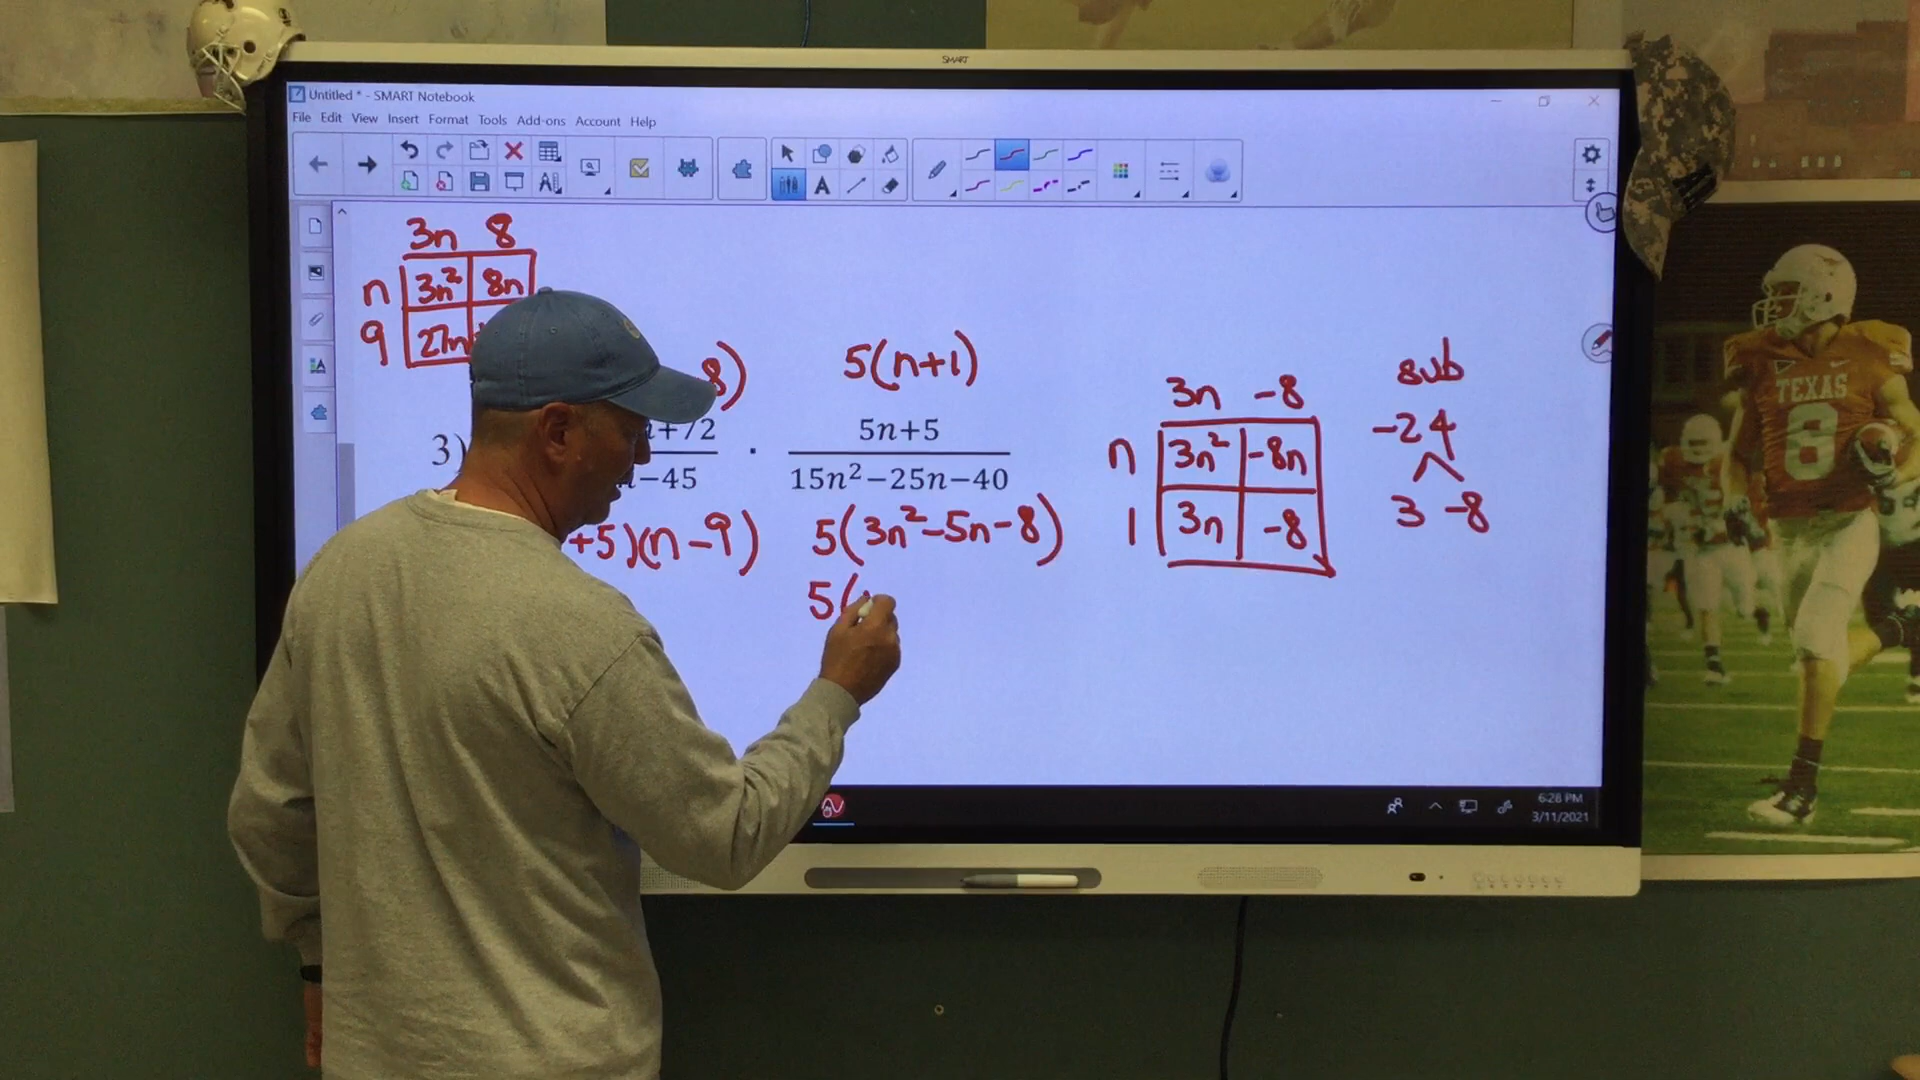 SMART
Untitled * - SMART Notebook
File Edit View Insert Format Tools Add-ons Account Help
3n 8
n 3n² 8n
9 27n
8)
5(n+1)
3)
n+72
-45
·
5n+5
15n²-25n-40
+5)(n-9)
5(3n²-5n-8)
5(
3n -8
n 3n² -8n
1 3n -8
sub
-24
3 -8
6:28 PM
3/11/2021
TEXAS
8